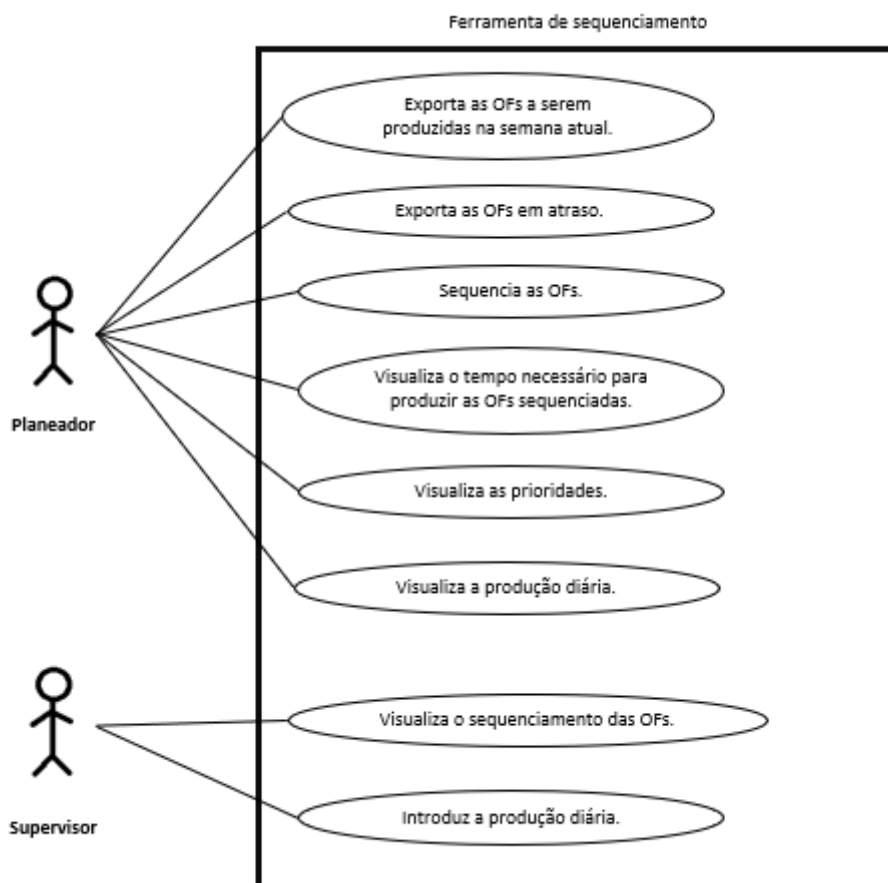 Ferramenta de sequenciamento
Exporta as OFs a serem
produzidas na semana atual.
Exporta as OFs em atraso.
Sequencia as OFs.
Visualiza o tempo necessário para
produzir as OFs sequenciadas.
Planeador
Visualiza as prioridades.
Visualiza a produção diária.
Visualiza o sequenciamento das OFs.
Introduz a produção diária.
Supervisor